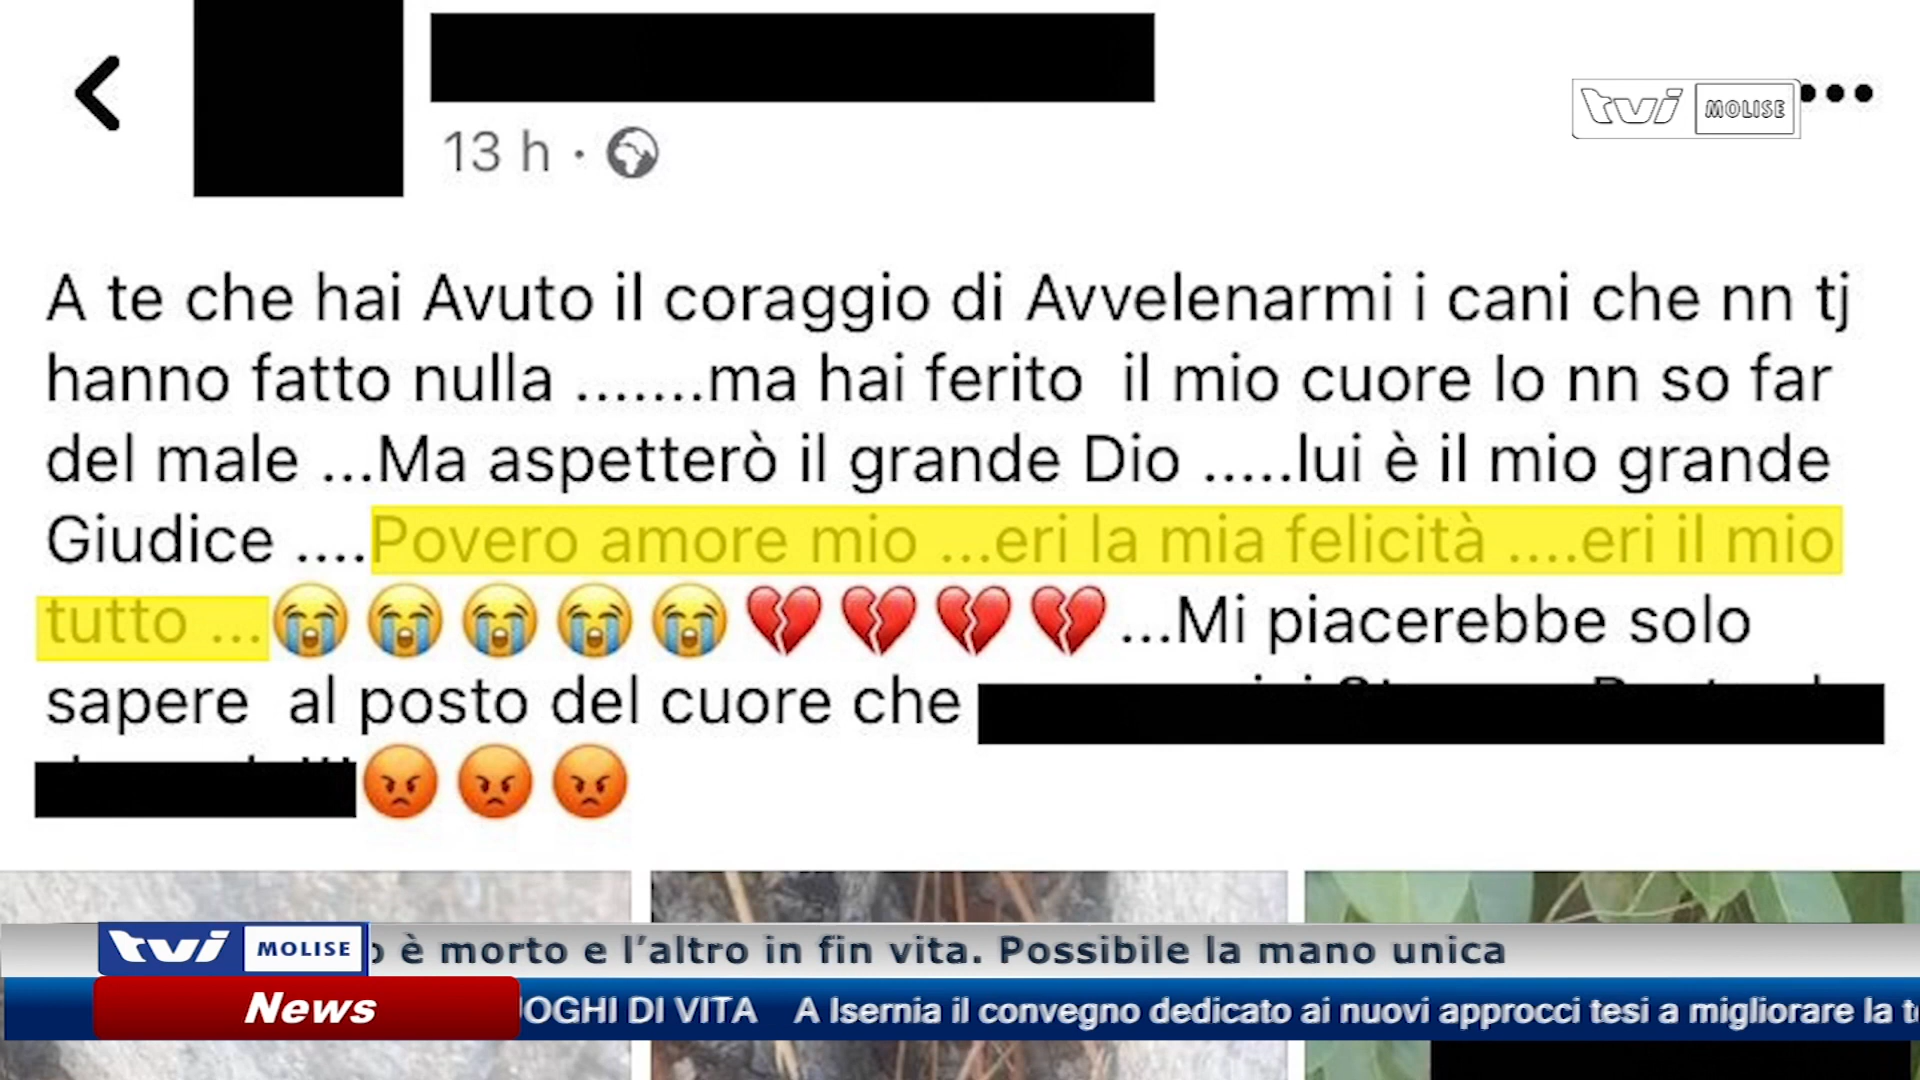 13 h ·
tvi MOLISE
A te che hai Avuto il coraggio di Avvelenarmi i cani che nn tj
hanno fatto nulla .......ma hai ferito il mio cuore Io nn so far
del male ...Ma aspetterò il grande Dio .....lui è il mio grande
Giudice ....Povero amore mio ...eri la mia felicità ....eri il mio
tutto ...😭😭😭😭😭💔💔💔💔...Mi piacerebbe solo
sapere al posto del cuore che
😡😡😡
tvi MOLISE
è morto e l'altro in fin vita. Possibile la mano unica
News
DI VITA A Isernia il convegno dedicato ai nuovi approcci tesi a migliorare la